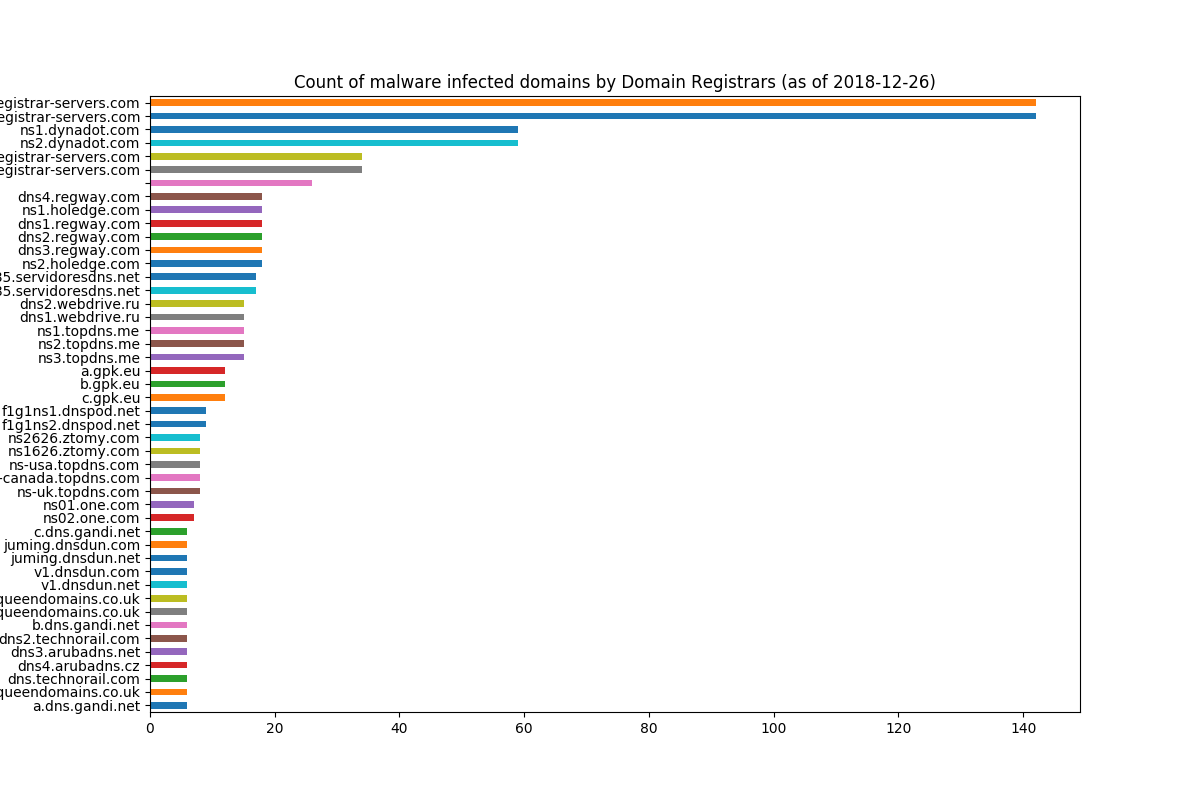 Count of malware infected domains by Domain Registrars (as of 2018-12-26)
egistrar-servers.com
egistrar-servers.com
ns1.dynadot.com
ns2.dynadot.com
egistrar-servers.com
egistrar-servers.com
dns4.regway.com
ns1.holedge.com
dns1.regway.com
dns2.regway.com
dns3.regway.com
ns2.holedge.com
35.servidoresdns.net
35.servidoresdns.net
dns2.webdrive.ru
dns1.webdrive.ru
ns1.topdns.me
ns2.topdns.me
ns3.topdns.me
a.gpk.eu
b.gpk.eu
c.gpk.eu
f1g1ns1.dnspod.net
f1g1ns2.dnspod.net
ns2626.ztomy.com
ns1626.ztomy.com
ns-usa.topdns.com
-canada.topdns.com
ns-uk.topdns.com
ns01.one.com
ns02.one.com
c.dns.gandi.net
juming.dnsdun.com
juming.dnsdun.net
v1.dnsdun.com
v1.dnsdun.net
queendomains.co.uk
queendomains.co.uk
b.dns.gandi.net
dns2.technorail.com
dns3.arubadns.net
dns4.arubadns.cz
dns.technorail.com
queendomains.co.uk
a.dns.gandi.net
0 20 40 60 80 100 120 140